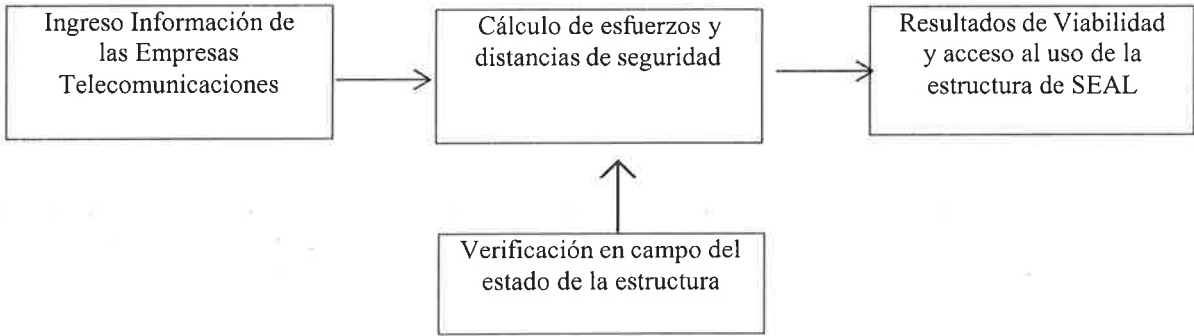 Ingreso Información de
las Empresas
Telecomunicaciones
Cálculo de esfuerzos y
distancias de seguridad
Resultados de Viabilidad
y acceso al uso de la
estructura de SEAL
Verificación en campo del
estado de la estructura